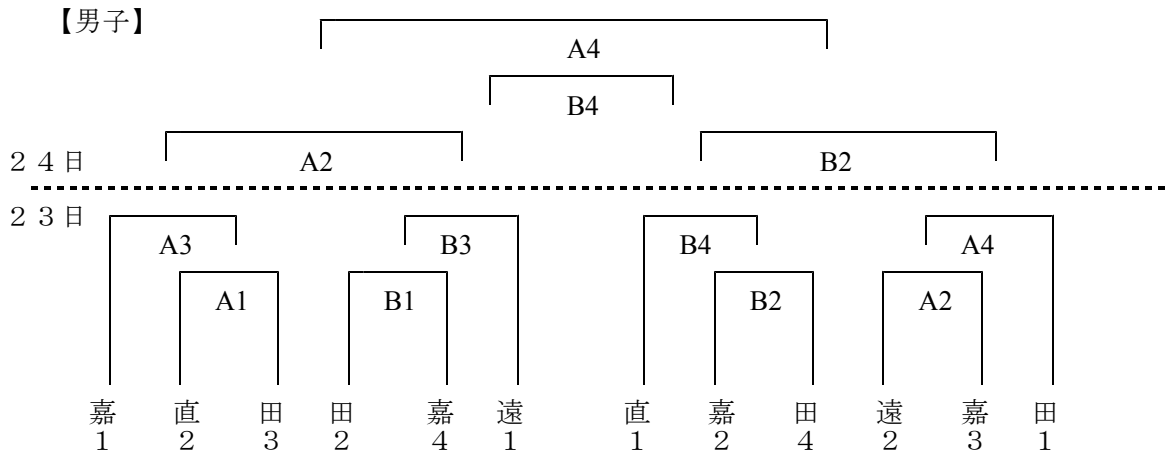 【男子】
A4
B4
２４日 A2 B2
２３日
A3 B3 B4 A4
A1 B1 B2 A2
嘉 直 田 田 嘉 遠 直 嘉 田 遠 嘉 田
１ ２ ３ ２ ４ １ １ ２ ４ ２ ３ １